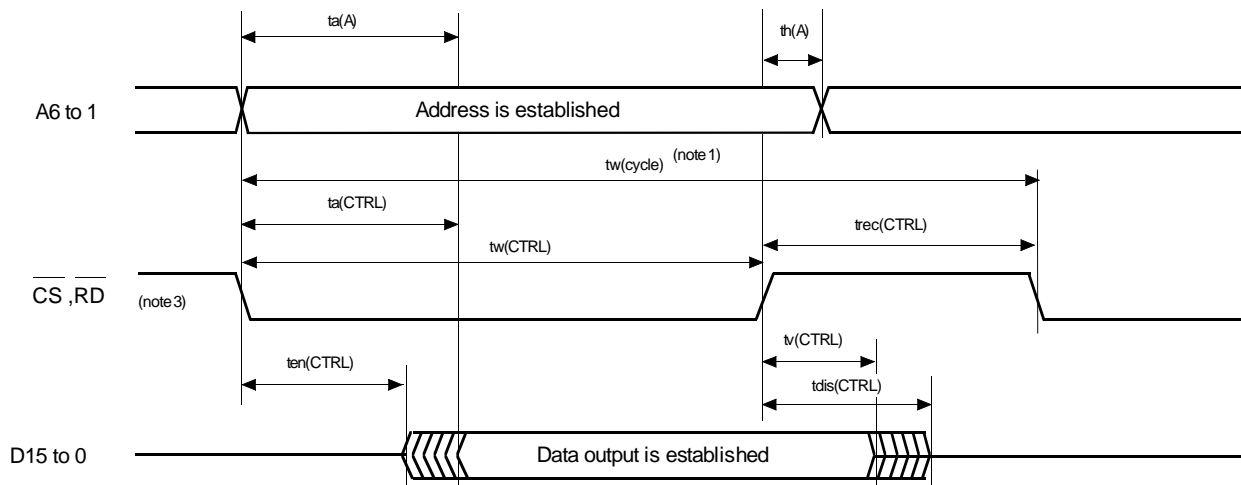 ta(A)
th(A)
A6 to 1
Address is established
tw(cycle) (note 1)
ta(CTRL)
trec(CTRL)
tw(CTRL)
CS ,RD
(note 3)
tv(CTRL)
ten(CTRL)
tdis(CTRL)
D15 to 0
Data output is established